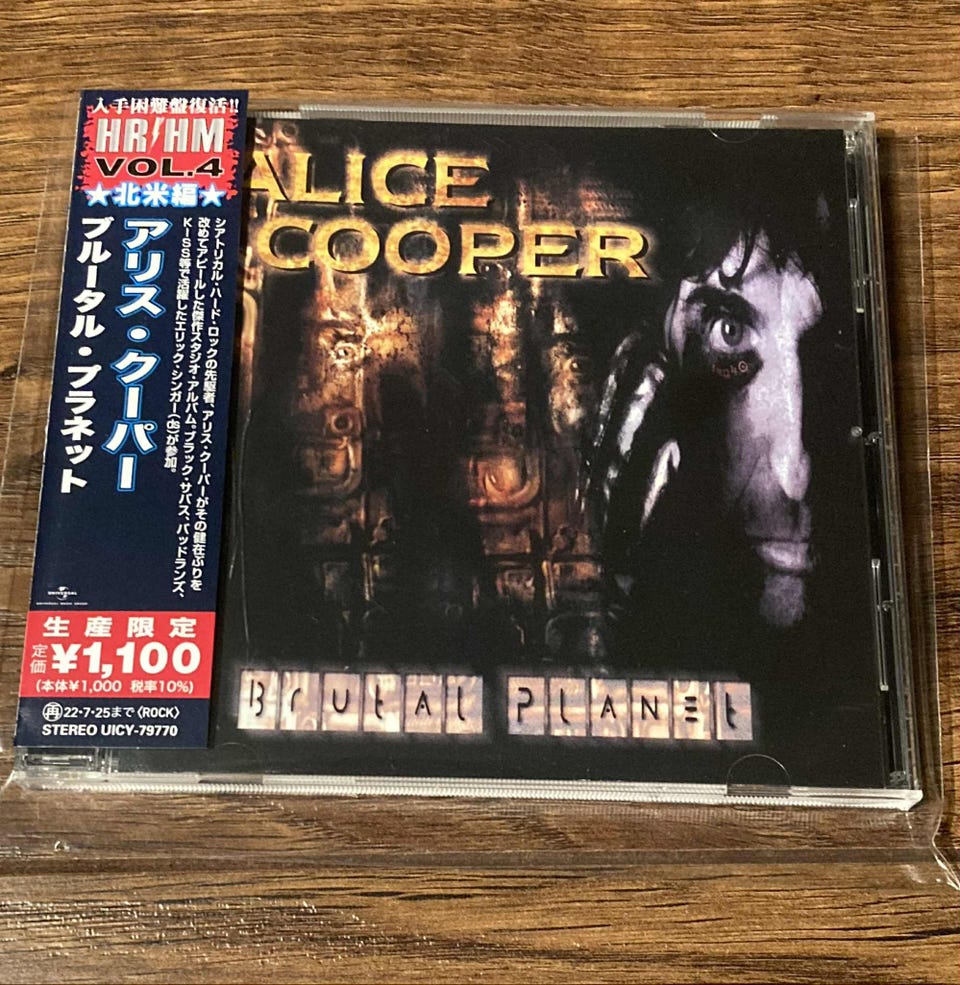 入手困難盤復活!!
HR/HM
VOL.4
★北米編★
アリス・クーパー
ブルータル・プラネット
シアトリカル・ハード・ロックの先駆者、アリス・クーパーがその健在ぶりを
改めてアピールした傑作スタジオ・アルバム。ブラック・サバス、バッドランズ、
KISS等で活躍したエリック・シンガー(ds)が参加。
UNIVERSAL
UNIVERSAL MUSIC GROUP
生産限定
定価 ¥1,100
(本体¥1,000 税率10%)
再 22・7・25まで〈ROCK〉
STEREO UICY-79770
ALICE
COOPER
BRUTAL PLANET